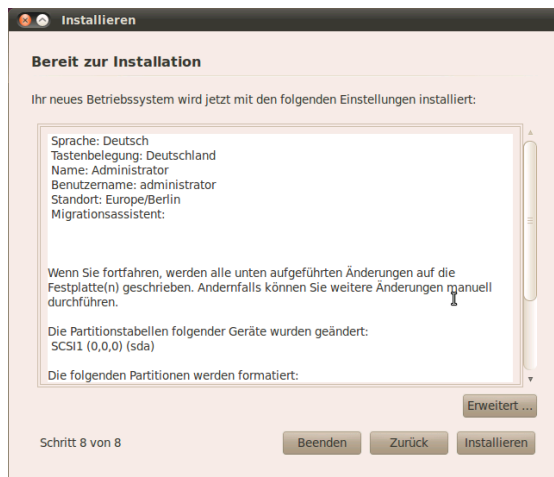 Installieren
Bereit zur Installation
Ihr neues Betriebssystem wird jetzt mit den folgenden Einstellungen installiert:
Sprache: Deutsch
Tastenbelegung: Deutschland
Name: Administrator
Benutzername: administrator
Standort: Europe/Berlin
Migrationsassistent:
Wenn Sie fortfahren, werden alle unten aufgeführten Änderungen auf die
Festplatte(n) geschrieben. Andernfalls können Sie weitere Änderungen manuell
durchführen.
Die Partitionstabellen folgender Geräte wurden geändert:
SCSI1 (0,0,0) (sda)
Die folgenden Partitionen werden formatiert:
Erweitert ...
Schritt 8 von 8
Beenden
Zurück
Installieren